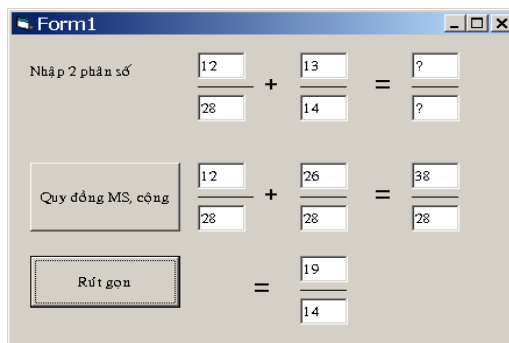 Form1
12 13 ?
Nhập 2 phân số + =
28 14 ?
12 26 38
Quy đồng MS, cộng + =
28 28 28
19
Rút gọn =
14